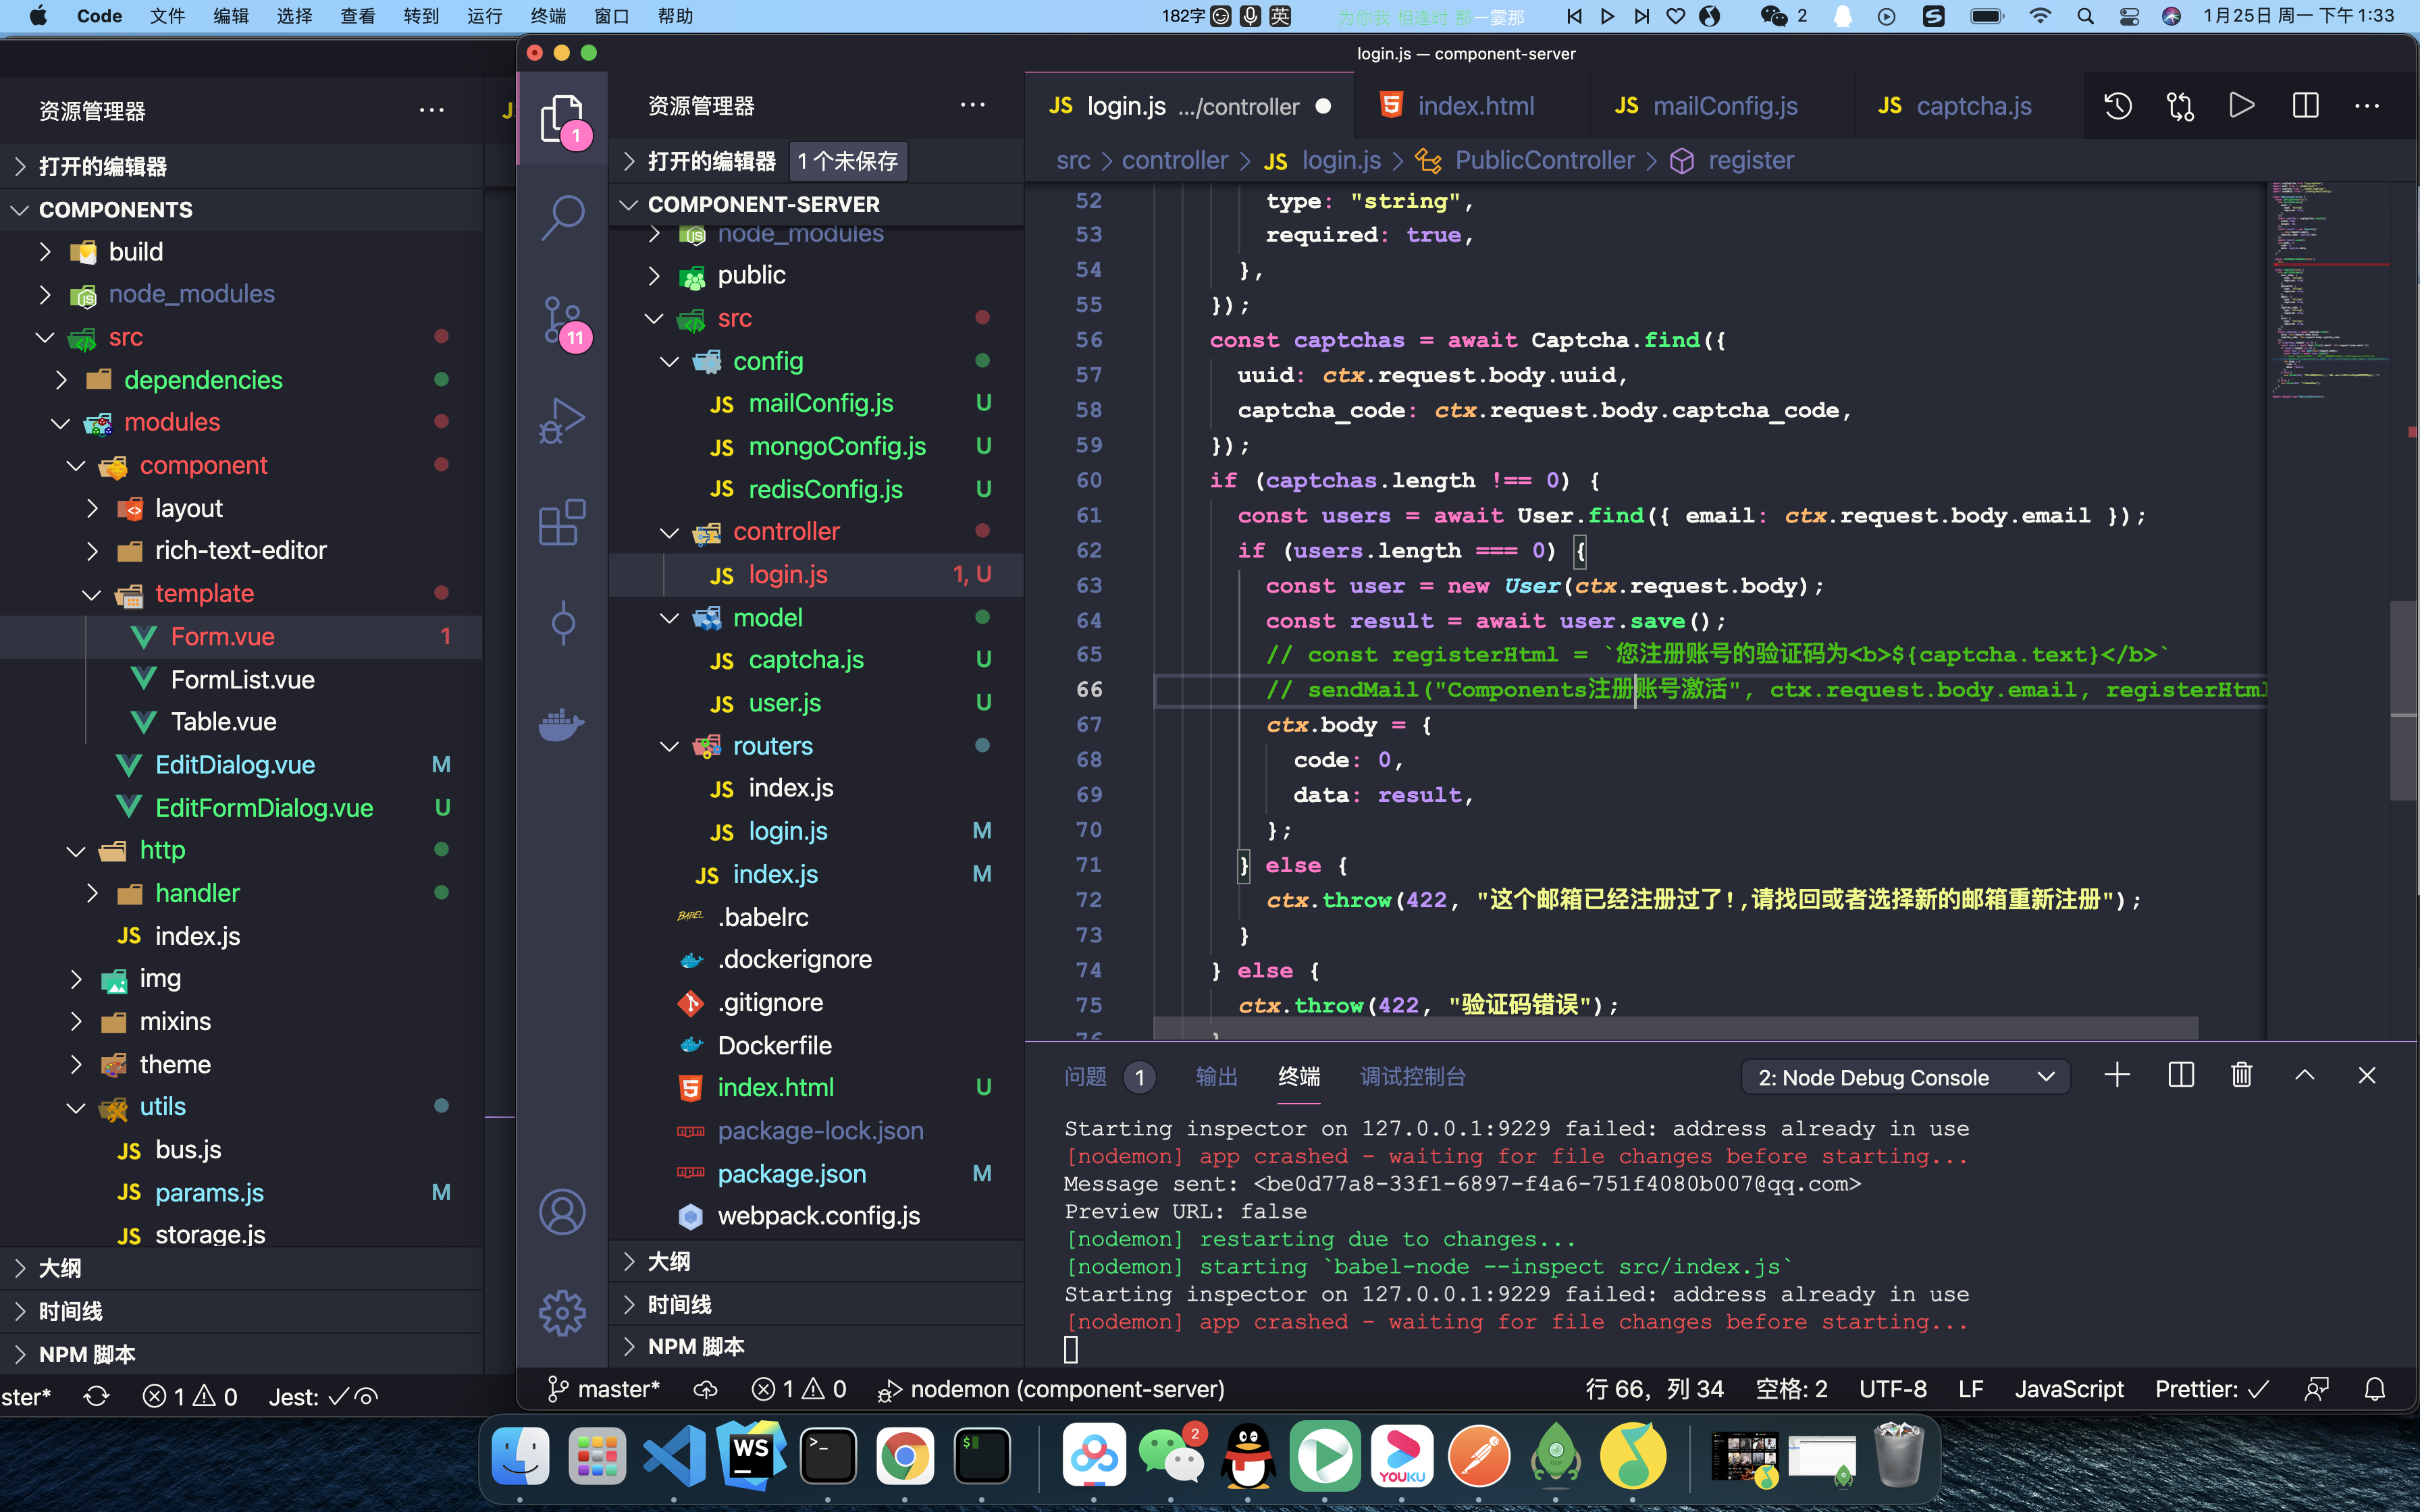 Code 文件 编辑 选择 查看 转到 运行 终端 窗口 帮助 182字 英 为你我 相逢时 那一霎那 2 1月25日 周一 下午1:33
资源管理器
打开的编辑器
COMPONENTS
build
node_modules
src
dependencies
modules
component
layout
rich-text-editor
template
Form.vue 1
FormList.vue
Table.vue
EditDialog.vue M
EditFormDialog.vue U
http
handler
index.js
img
mixins
theme
utils
bus.js
params.js M
storage.js
大纲
时间线
NPM 脚本
ster* 1 0 Jest:
login.js — component-server
1
11
资源管理器
打开的编辑器 1 个未保存
COMPONENT-SERVER
node_modules
public
src
config
mailConfig.js U
mongoConfig.js U
redisConfig.js U
controller
login.js 1, U
model
captcha.js U
user.js U
routers
index.js
login.js M
index.js M
.babelrc
.dockerignore
.gitignore
Dockerfile
index.html U
package-lock.json
package.json M
webpack.config.js
大纲
时间线
NPM 脚本
JS login.js .../controller index.html JS mailConfig.js JS captcha.js
src > controller > JS login.js > PublicController > register
52 type: "string",
53 required: true,
54 },
55 });
56 const captchas = await Captcha.find({
57 uuid: ctx.request.body.uuid,
58 captcha_code: ctx.request.body.captcha_code,
59 });
60 if (captchas.length !== 0) {
61 const users = await User.find({ email: ctx.request.body.email });
62 if (users.length === 0) {
63 const user = new User(ctx.request.body);
64 const result = await user.save();
65 // const registerHtml = `您注册账号的验证码为<b>${captcha.text}</b>`
66 // sendMail("Components注册账号激活", ctx.request.body.email, registerHtml
67 ctx.body = {
68 code: 0,
69 data: result,
70 };
71 } else {
72 ctx.throw(422, "这个邮箱已经注册过了!,请找回或者选择新的邮箱重新注册");
73 }
74 } else {
75 ctx.throw(422, "验证码错误");
76 }
问题 1 输出 终端 调试控制台 2: Node Debug Console
Starting inspector on 127.0.0.1:9229 failed: address already in use
[nodemon] app crashed - waiting for file changes before starting...
Message sent: <be0d77a8-33f1-6897-f4a6-751f4080b007@qq.com>
Preview URL: false
[nodemon] restarting due to changes...
[nodemon] starting `babel-node --inspect src/index.js`
Starting inspector on 127.0.0.1:9229 failed: address already in use
[nodemon] app crashed - waiting for file changes before starting...
master* 1 0 nodemon (component-server) 行 66，列 34 空格: 2 UTF-8 LF JavaScript Prettier:
WS
2
YOUKU